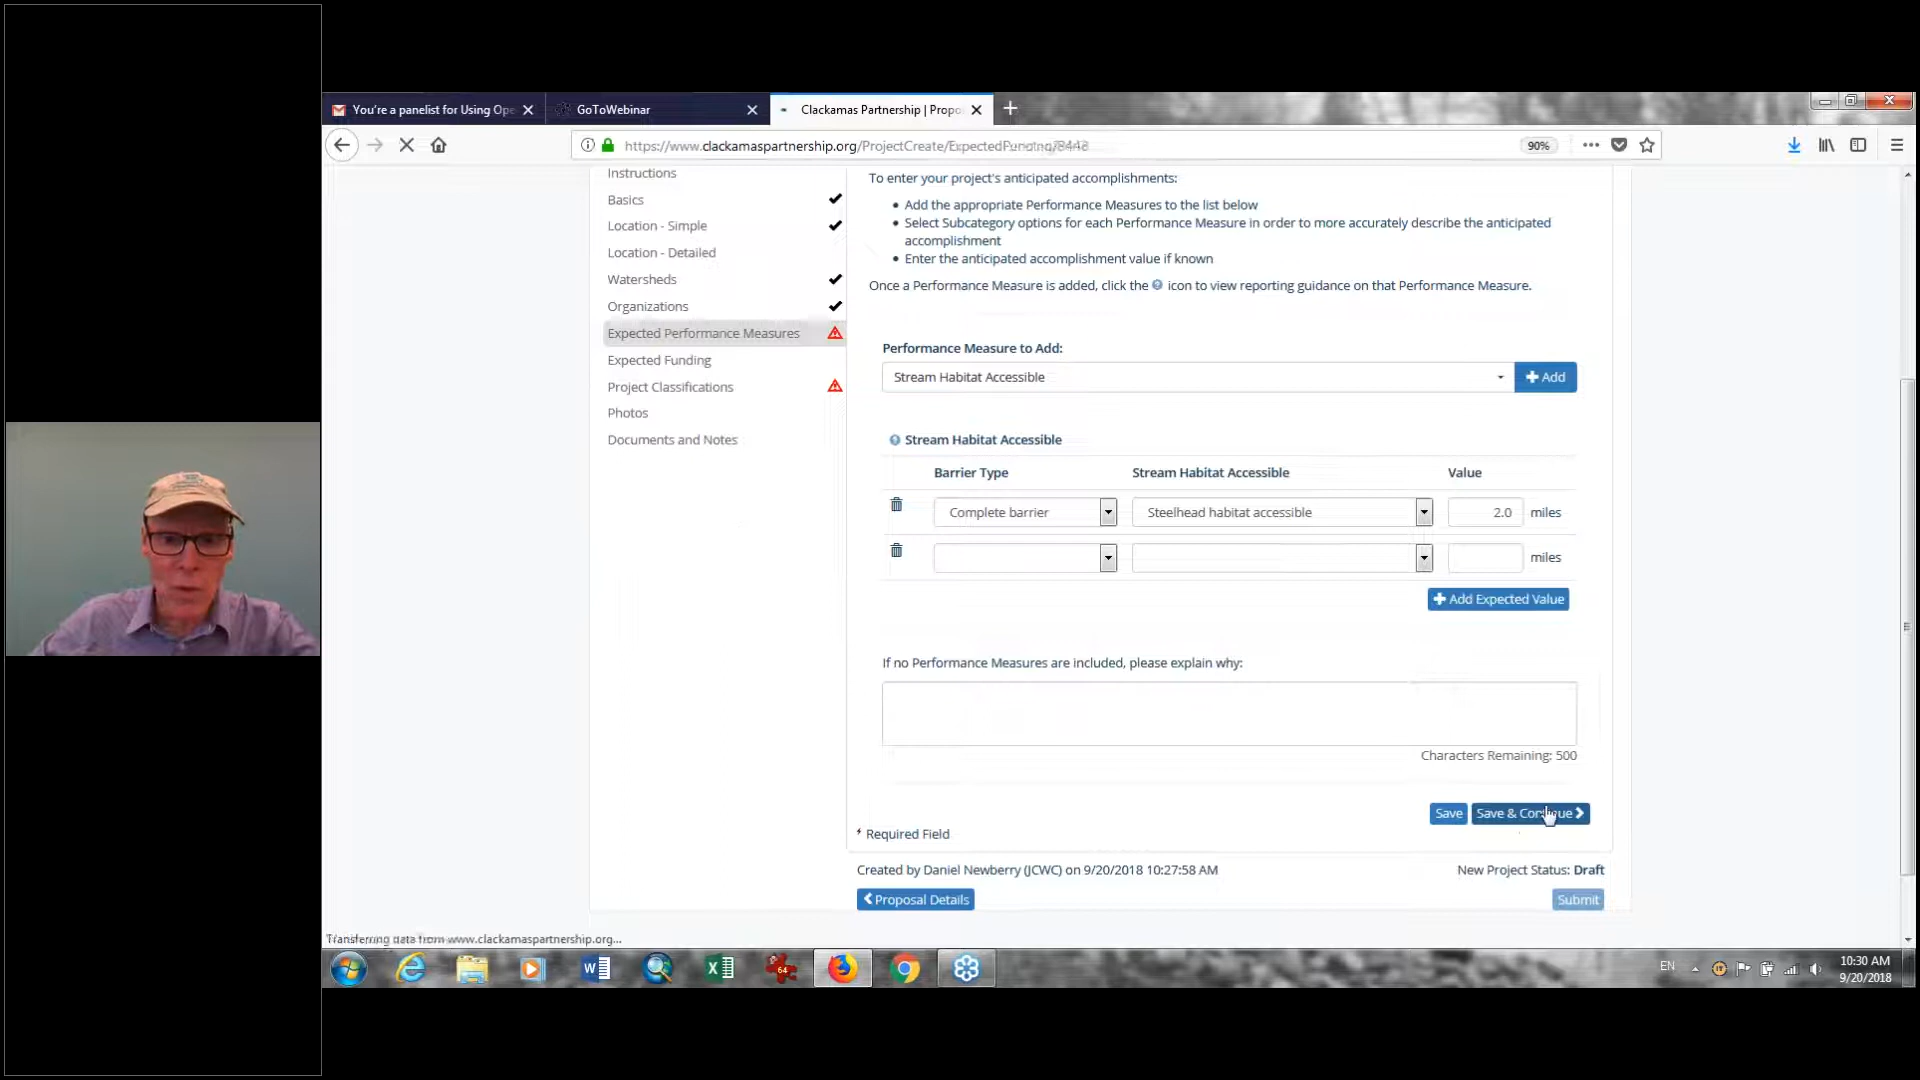 You're a panelist for Using Ope
GoToWebinar
Clackamas Partnership | Propo
https://www.clackamaspartnership.org/ProjectCreate/ExpectedFunding/8448
90%
Instructions
Basics
Location - Simple
Location - Detailed
Watersheds
Organizations
Expected Performance Measures
Expected Funding
Project Classifications
Photos
Documents and Notes
To enter your project's anticipated accomplishments:
Add the appropriate Performance Measures to the list below
Select Subcategory options for each Performance Measure in order to more accurately describe the anticipated
accomplishment
Enter the anticipated accomplishment value if known
Once a Performance Measure is added, click the icon to view reporting guidance on that Performance Measure.
Performance Measure to Add:
Stream Habitat Accessible
Add
Stream Habitat Accessible
Barrier Type Stream Habitat Accessible Value
Complete barrier Steelhead habitat accessible 2.0 miles
miles
Add Expected Value
If no Performance Measures are included, please explain why:
Characters Remaining: 500
Save Save & Continue
Required Field
Created by Daniel Newberry (JCWC) on 9/20/2018 10:27:58 AM
New Project Status: Draft
Proposal Details
Submit
Transferring data from www.clackamaspartnership.org...
64
EN
10:30 AM
9/20/2018